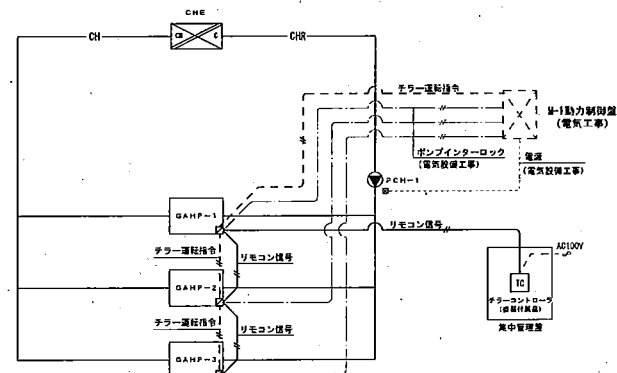 CHE
CH
CH
C
CHR
チラー運転指令
M-1動力制御盤
(電気工事)
ポンプインターロック
(電気設備工事)
電源
(電気設備工事)
PCH-1
GAHP-1
リモコン信号
チラー運転指令
リモコン信号
AC100V
TC
チラーコントローラ
集中管理盤
GAHP-2
チラー運転指令
リモコン信号
GAHP-3